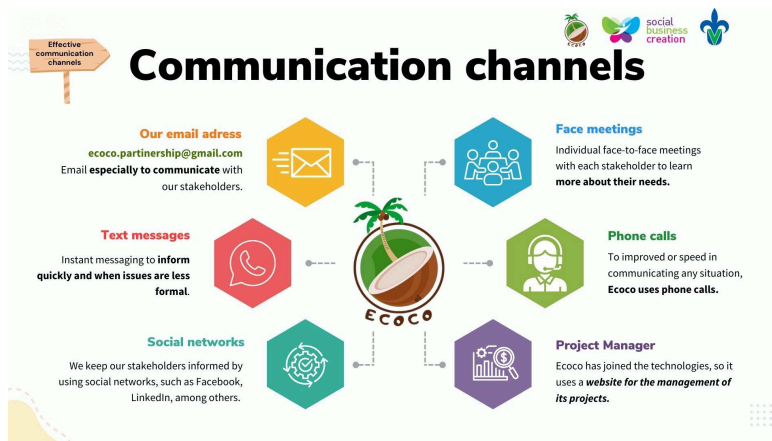 Effective
communication
channels
ECOCO
social
business
creation
Communication channels
Our email adress
ecoco.partinership@gmail.com
Email especially to communicate with
our stakeholders.
Text messages
Instant messaging to inform
quickly and when issues are less
formal.
Social networks
We keep our stakeholders informed by
using social networks, such as Facebook,
LinkedIn, among others.
ECOCO
Face meetings
Individual face-to-face meetings
with each stakeholder to learn
more about their needs.
Phone calls
To improved or speed in
communicating any situation,
Ecoco uses phone calls.
Project Manager
Ecoco has joined the technologies, so it
uses a website for the management of
its projects.